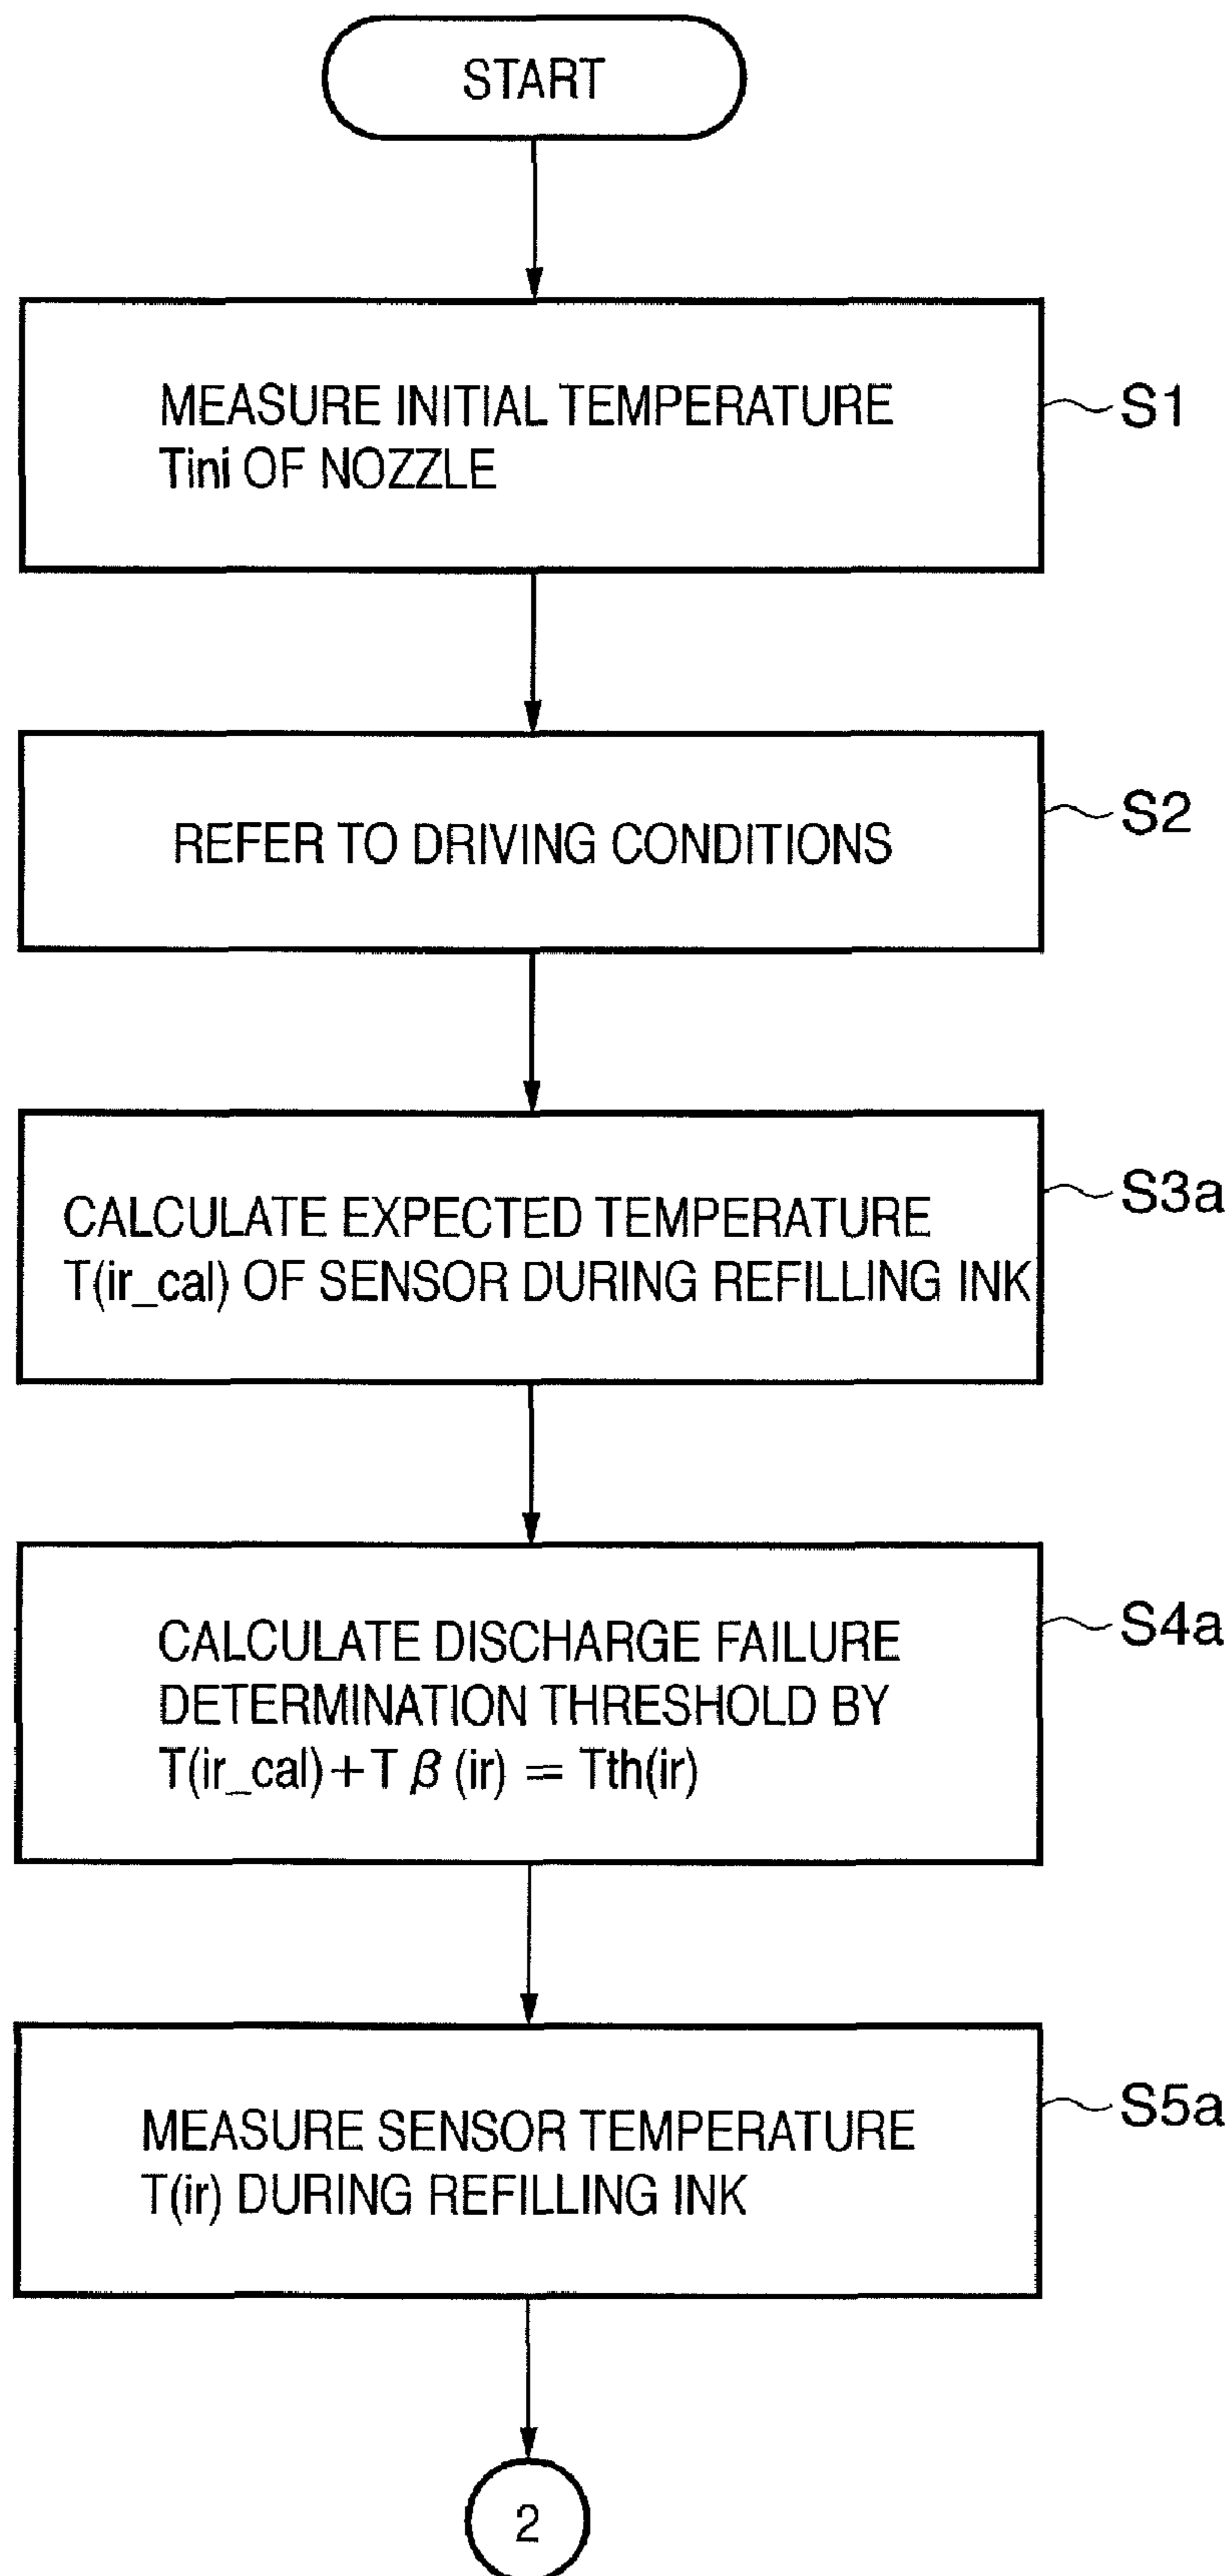 START
MEASURE INITIAL TEMPERATURE
Tini OF NOZZLE
S1
REFER TO DRIVING CONDITIONS
S2
CALCULATE EXPECTED TEMPERATURE
T(ir_cal) OF SENSOR DURING REFILLING INK
S3a
CALCULATE DISCHARGE FAILURE
DETERMINATION THRESHOLD BY
T(ir_cal)+T β (ir) = Tth(ir)
S4a
MEASURE SENSOR TEMPERATURE
T(ir) DURING REFILLING INK
S5a
2